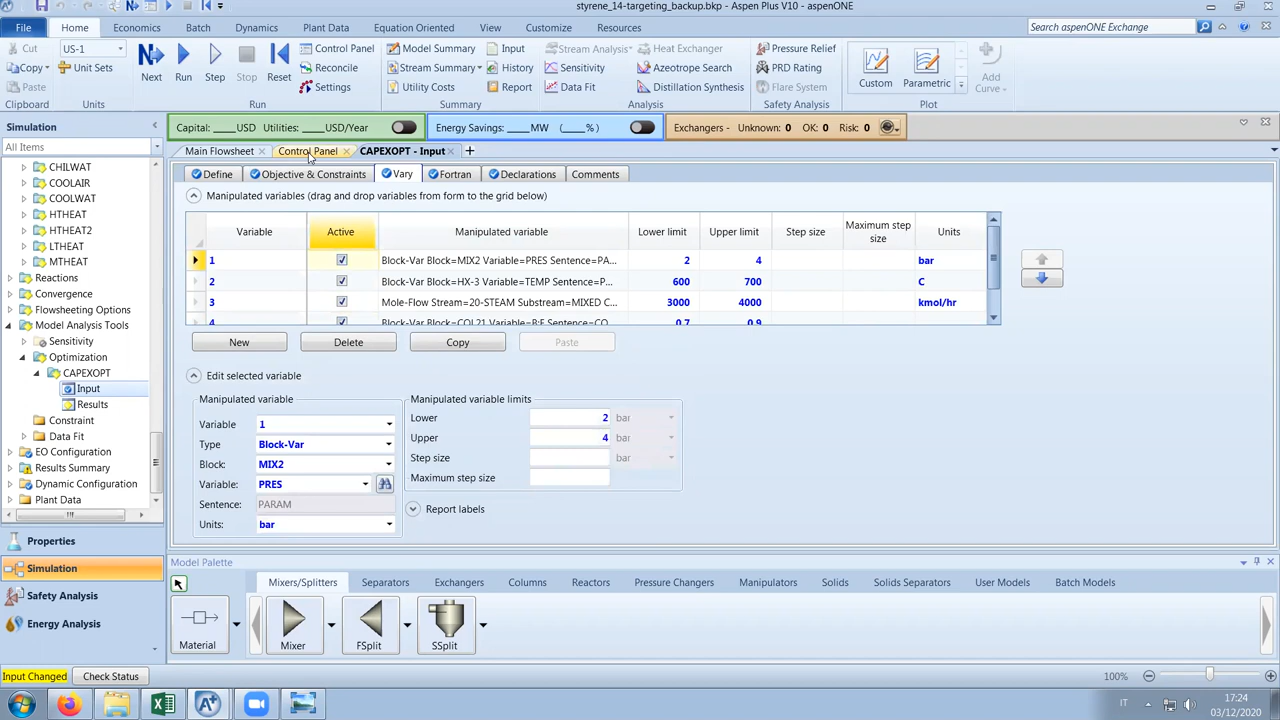 styrene_14-targeting_backup.bkp - Aspen Plus V10 - aspenONE
File Home Economics Batch Dynamics Plant Data Equation Oriented View Customize Resources Search aspenONE Exchange
Cut US-1 Control Panel Model Summary Input Stream Analysis Heat Exchanger Pressure Relief
Copy Unit Sets Next Run Step Stop Reset Reconcile Stream Summary History Sensitivity Azeotrope Search PRD Rating Custom Parametric Add Curve
Paste Settings Utility Costs Report Data Fit Distillation Synthesis Flare System
Clipboard Units Run Summary Analysis Safety Analysis Plot
Simulation Capital: ____USD Utilities: ____USD/Year Energy Savings: ____MW (____%) Exchangers - Unknown: 0 OK: 0 Risk: 0
All Items Main Flowsheet Control Panel CAPEXOPT - Input +
CHILWAT
COOLAIR
COOLWAT
HTHEAT
HTHEAT2
LTHEAT
MTHEAT
Reactions
Convergence
Flowsheeting Options
Model Analysis Tools
Sensitivity
Optimization
CAPEXOPT
Input
Results
Constraint
Data Fit
EO Configuration
Results Summary
Dynamic Configuration
Plant Data
Properties
Simulation
Safety Analysis
Energy Analysis
Define Objective & Constraints Vary Fortran Declarations Comments
Manipulated variables (drag and drop variables from form to the grid below)
Variable Active Manipulated variable Lower limit Upper limit Step size Maximum step size Units
1 Block-Var Block=MIX2 Variable=PRES Sentence=PA... 2 4 bar
2 Block-Var Block=HX-3 Variable=TEMP Sentence=P... 600 700 C
3 Mole-Flow Stream=20-STEAM Substream=MIXED C... 3000 4000 kmol/hr
4 Block-Var Block=COL21 Variable=B:F Sentence=CO... 0.7 0.9
New Delete Copy Paste
Edit selected variable
Manipulated variable Manipulated variable limits
Variable 1 Lower 2 bar
Type Block-Var Upper 4 bar
Block: MIX2 Step size bar
Variable: PRES Maximum step size
Sentence: PARAM Report labels
Units: bar
Model Palette
Mixers/Splitters Separators Exchangers Columns Reactors Pressure Changers Manipulators Solids Solids Separators User Models Batch Models
Material Mixer FSplit SSplit
Input Changed Check Status 100%
IT 17:24
03/12/2020